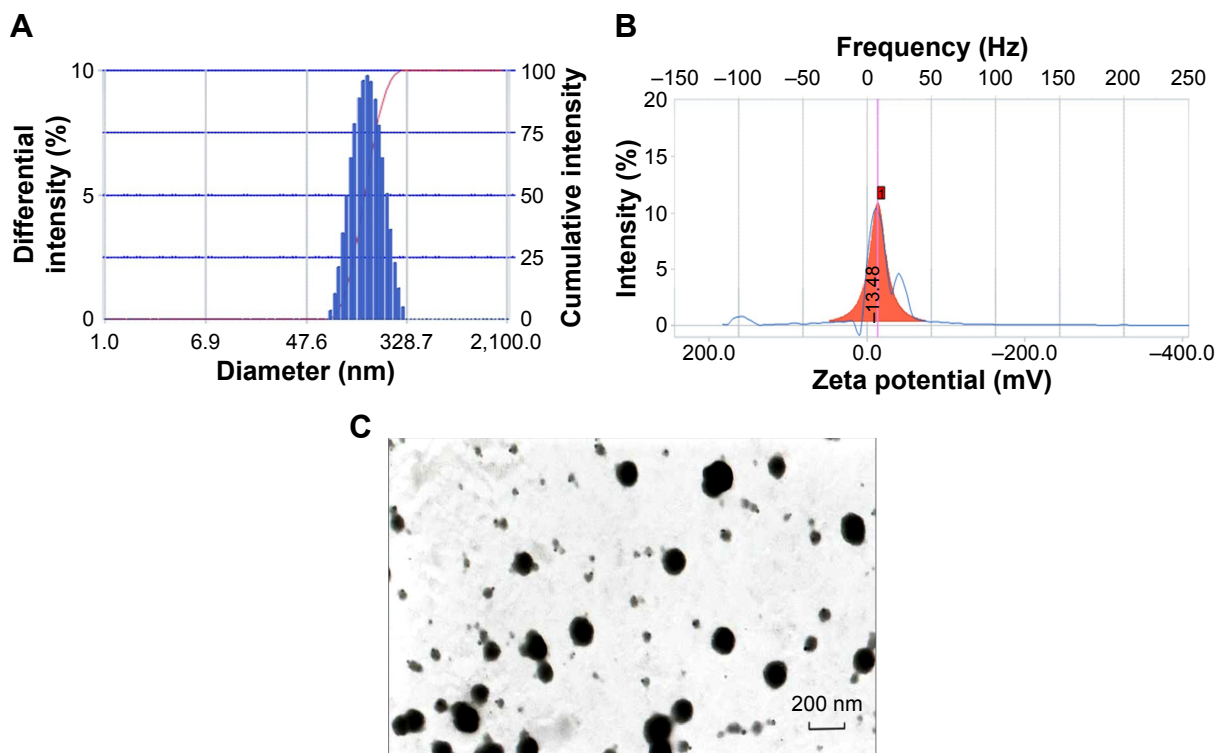 A
10
5
0
Differential
intensity (%)
100
75
50
25
0
Cumulative intensity
1.0 6.9 47.6 328.7 2,100.0
Diameter (nm)
B
Frequency (Hz)
–150 –100 –50 0 50 100 150 200 250
20
15
10
5
0
Intensity (%)
1
–13.48
200.0 0.0 –200.0 –400.0
Zeta potential (mV)
C
200 nm